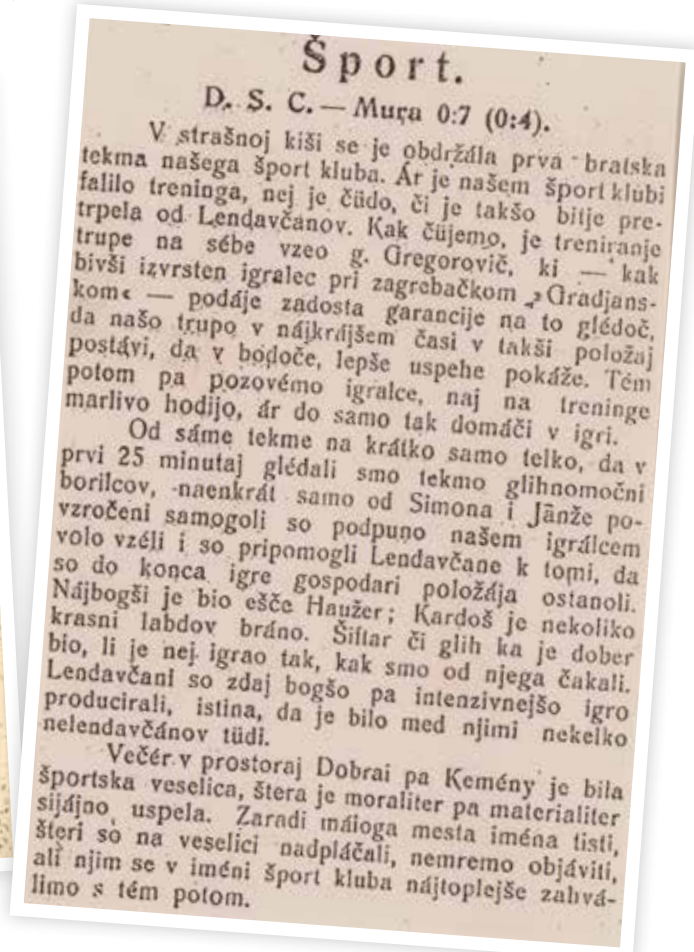 Šport.
D. S. C. — Mura 0:7 (0:4).
V strašnoj kiši se je obdržála prva bratska
tekma našega šport kluba. Ár je našem šport klubi
falilo treninga, nej je čüdo, či je takšo bitje pre-
trpela od Lendavčanov. Kak čüjemo, je treniranje
trupe na sébe vzeo g. Gregorovič, ki — kak
bivši izvrsten igralec pri zagrebačkom „Gradjans-
kom« — podáje zadosta garancije na to glédoč,
da našo trupo v nájkrájšem časi v takši položaj
postávi, da v bodoče, lepše uspehe pokáže. Tém
potom pa pozovémo igralce, naj na treninge
marlivo hodijo, ár do samo tak domáči v igri.
Od sáme tekme na krátko samo telko, da v
prvi 25 minutaj glédali smo tekmo glihnomočni
borilcov, naenkrát samo od Simona i Jánže po-
vzročeni samogoli so podpuno našem igrálcem
volo vzéli i so pripomogli Lendavčane k tomi, da
so do konca igre gospodari položája ostanoli.
Nájbogši je bio ešče Haužer; Kardoš je nekoliko
krasni labdov bráno. Šiftar či glih ka je dober
bio, li je nej igrao tak, kak smo od njega čakali.
Lendavčani so zdaj bogšo pa intenzivnejšo igro
producirali, istina, da je bilo med njimi nekelko
nelendavčánov tüdi.
Večér v prostoraj Dobrai pa Kemény je bila
športska veselica, štera je moraliter pa materialiter
sijájno uspela. Zaradi máloga mesta iména tisti,
šteri so na veselici nadpláčali, nemremo objáviti,
ali njim se v iméni šport kluba nájtoplejše zahvá-
limo s tém potom.